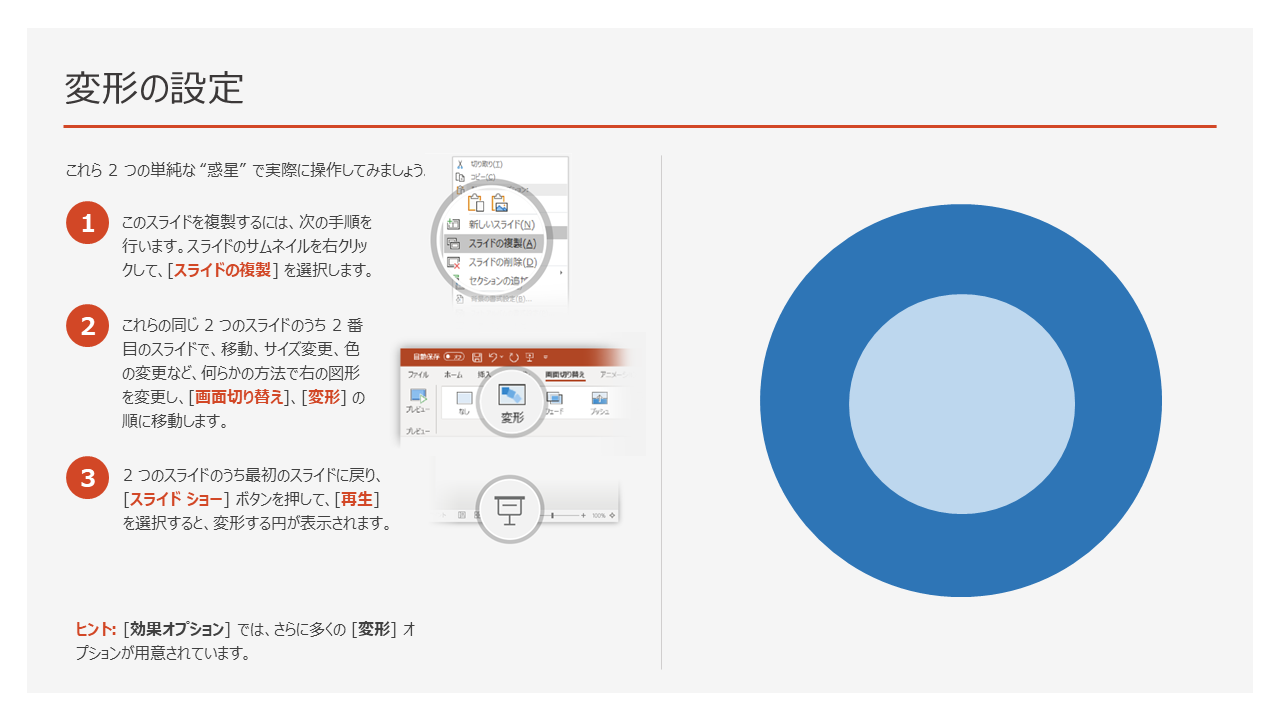 変形の設定
これら 2 つの単純な “惑星” で実際に操作してみましょう.
1
このスライドを複製するには、次の手順を
行います。スライドのサムネイルを右クリッ
クして、[スライドの複製] を選択します。
切り取り(T)
コピー(C)
新しいスライド(N)
スライドの複製(A)
スライドの削除(D)
セクションの追加
2
これらの同じ 2 つのスライドのうち 2 番
目のスライドで、移動、サイズ変更、色
の変更など、何らかの方法で右の図形
を変更し、[画面切り替え]、[変形] の
順に移動します。
自動保存
ファイル ホーム 挿入 画面切り替え アニメーシ
プレビュー なし 変形 フェード プッシュ
プレビュー
3
2 つのスライドのうち最初のスライドに戻り、
[スライド ショー] ボタンを押して、[再生]
を選択すると、変形する円が表示されます。
100%
ヒント: [効果オプション] では、さらに多くの [変形] オ
プションが用意されています。